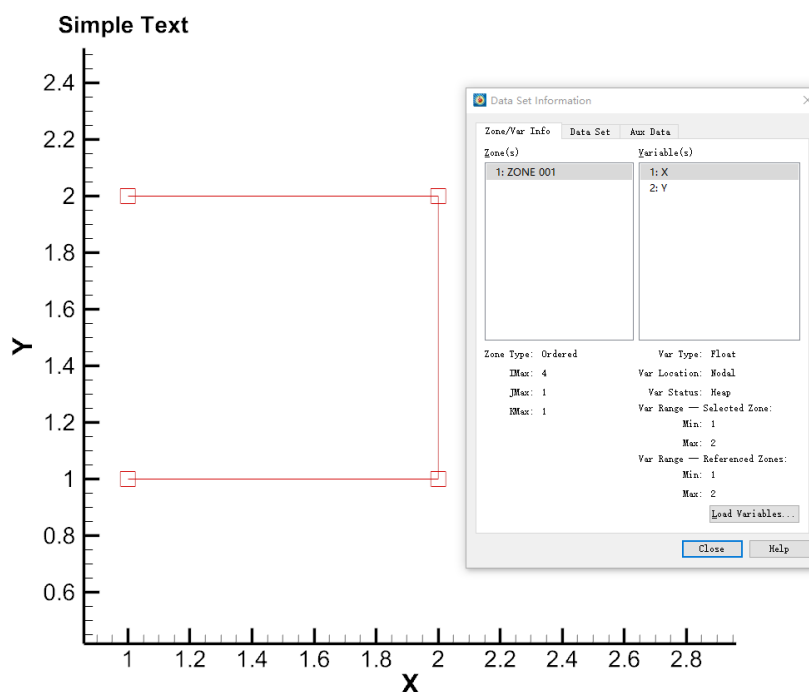 Simple Text
2.4
2.2
2
1.8
1.6
1.4
1.2
1
0.8
0.6
Y
1 1.2 1.4 1.6 1.8 2 2.2 2.4 2.6 2.8
X
Data Set Information
Zone/Var Info Data Set Aux Data
Zone(s) Variable(s)
1: ZONE 001 1: X
2: Y
Zone Type: Ordered Var Type: Float
IMax: 4 Var Location: Nodal
JMax: 1 Var Status: Heap
KMax: 1 Var Range — Selected Zone:
Min: 1
Max: 2
Var Range — Referenced Zones:
Min: 1
Max: 2
Load Variables...
Close Help